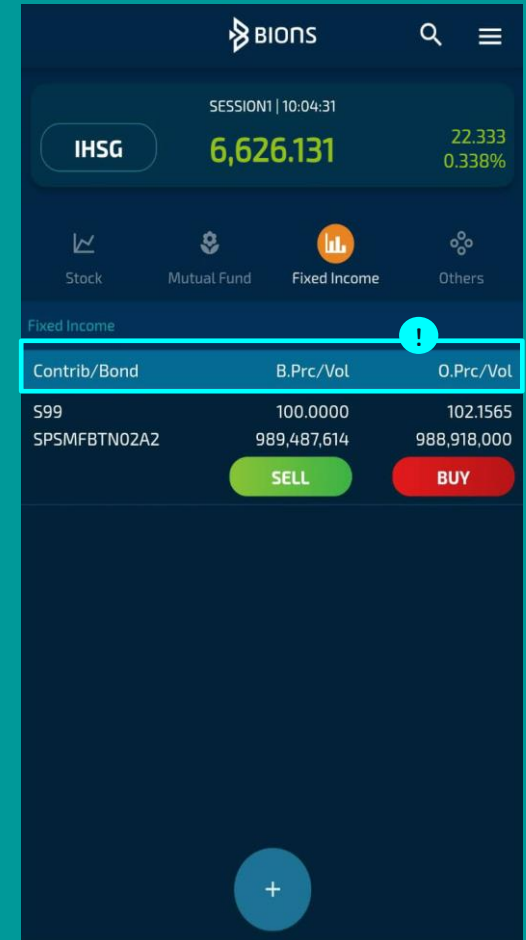 BIONS
SESSION1 | 10:04:31
IHSG 6,626.131 22.333
0.338%
Stock Mutual Fund Fixed Income Others
Fixed Income
!
Contrib/Bond B.Prc/Vol O.Prc/Vol
S99 100.0000 102.1565
SPSMFBTN02A2 989,487,614 988,918,000
SELL BUY
+